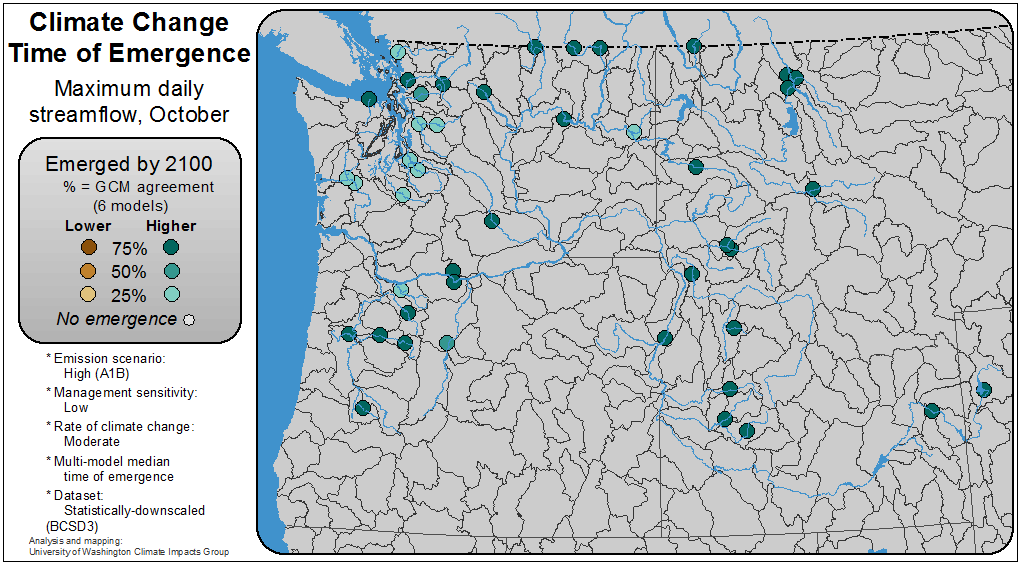 Climate Change
Time of Emergence
Maximum daily
streamflow, October
Emerged by 2100
% = GCM agreement
(6 models)
Lower Higher
75%
50%
25%
No emergence
* Emission scenario:
High (A1B)
* Management sensitivity:
Low
* Rate of climate change:
Moderate
* Multi-model median
time of emergence
* Dataset:
Statistically-downscaled
(BCSD3)
Analysis and mapping:
University of Washington Climate Impacts Group